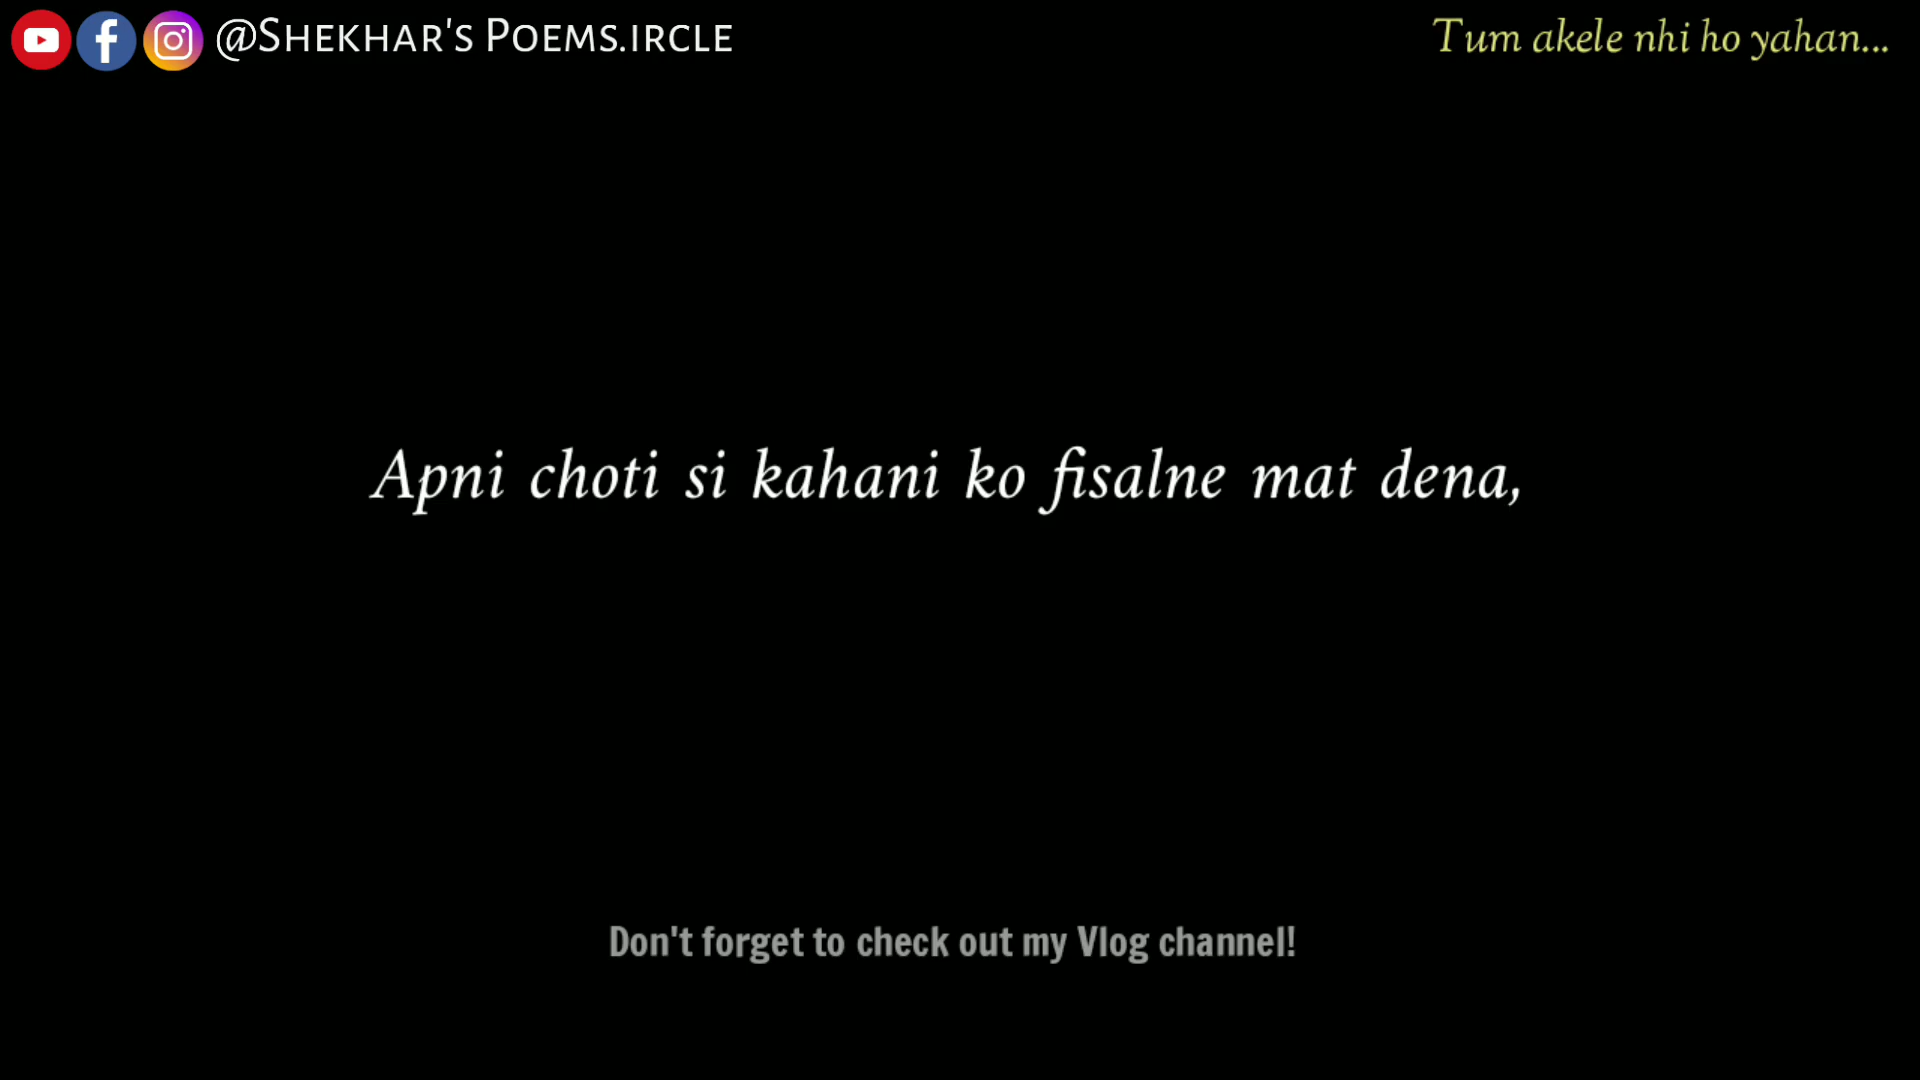 @Shekhar's Poems.ircle
Tum akele nhi ho yahan...
Apni choti si kahani ko fisalne mat dena,
Don't forget to check out my Vlog channel!